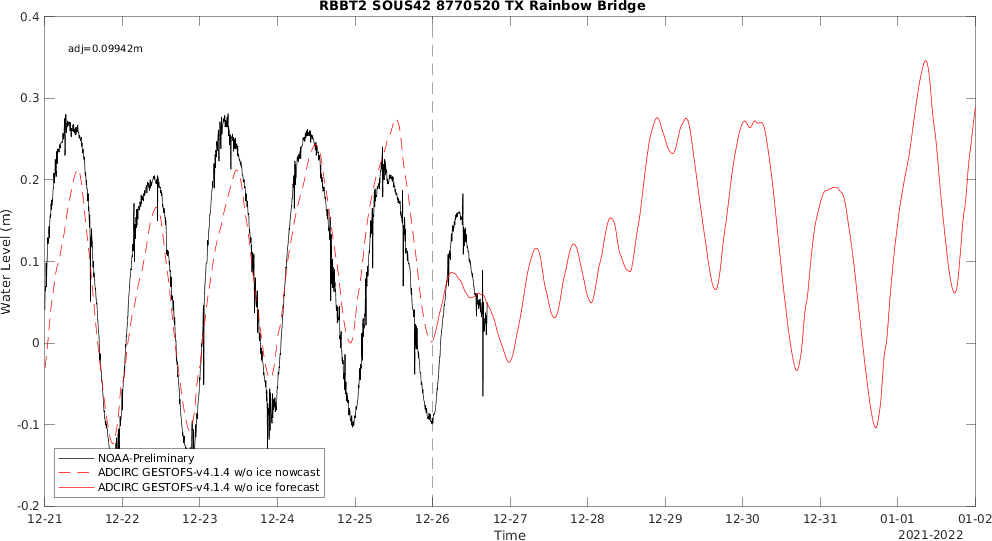 RBBT2 SOUS42 8770520 TX Rainbow Bridge
adj=0.09942m
0.4
0.3
0.2
0.1
0
-0.1
-0.2
Water Level (m)
NOAA-Preliminary
ADCIRC GESTOFS-v4.1.4 w/o ice nowcast
ADCIRC GESTOFS-v4.1.4 w/o ice forecast
12-21 12-22 12-23 12-24 12-25 12-26 12-27 12-28 12-29 12-30 12-31 01-01 01-02
Time
2021-2022